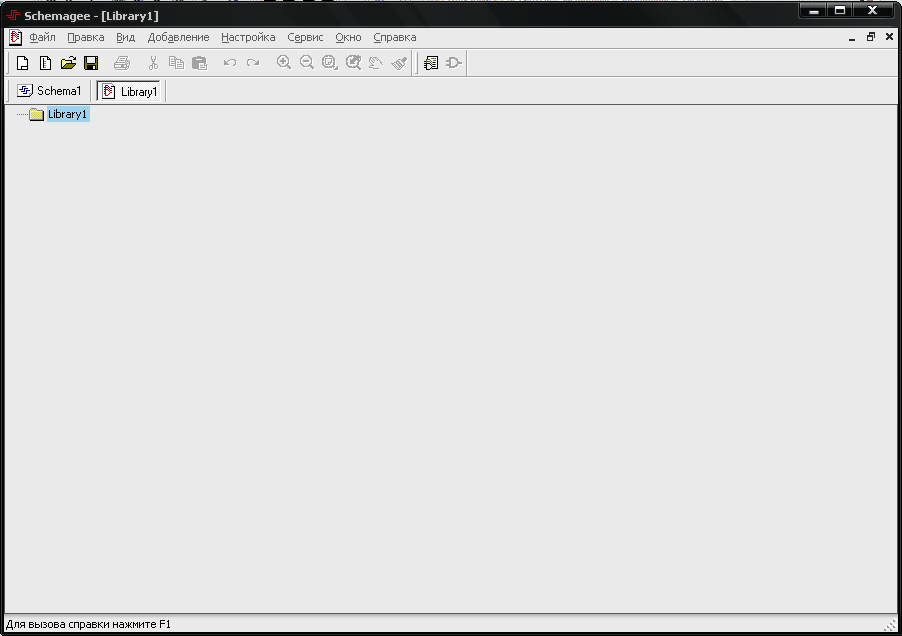 Schemagee - [Library1]
Файл Правка Вид Добавление Настройка Сервис Окно Справка
Schema1 Library1
Library1
Для вызова справки нажмите F1